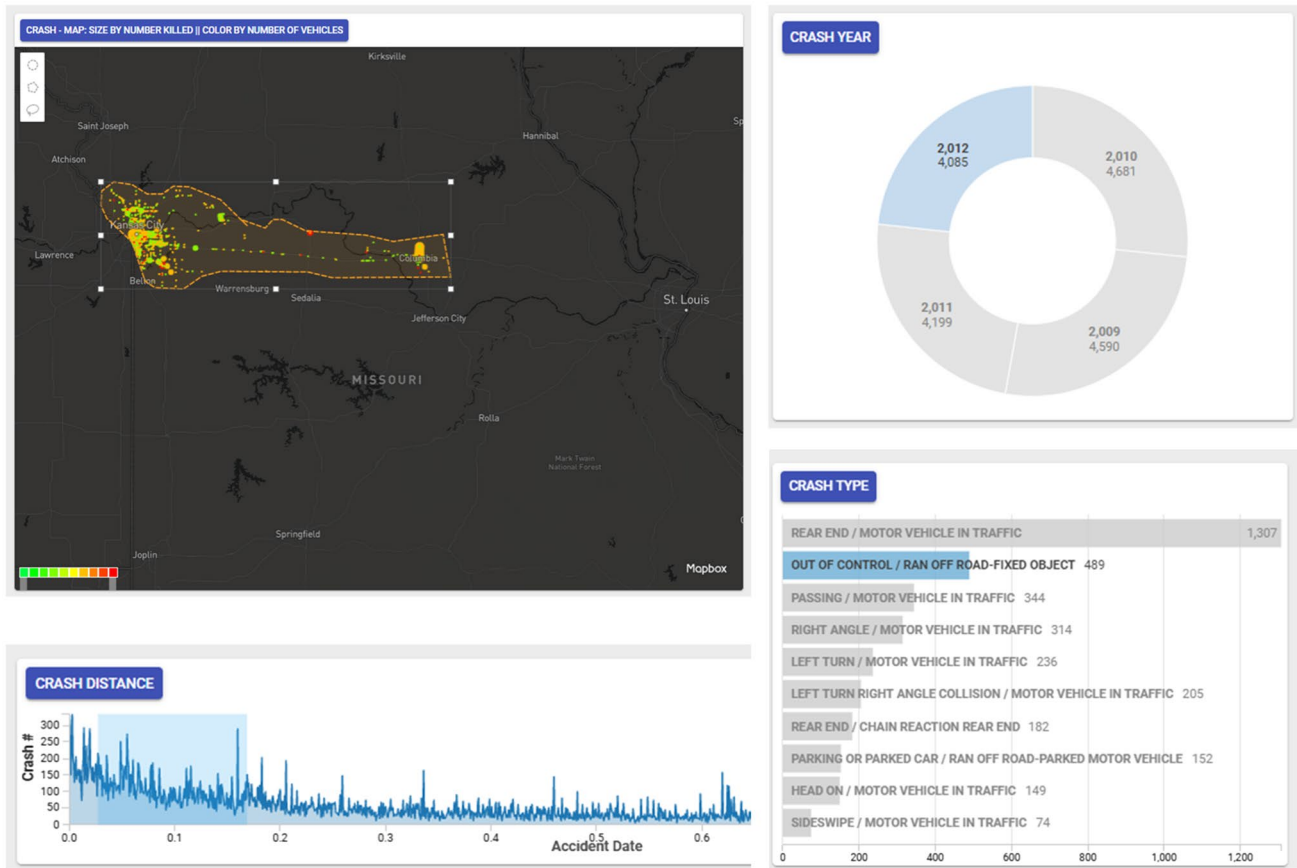 CRASH - MAP: SIZE BY NUMBER KILLED || COLOR BY NUMBER OF VEHICLES
Kirksville
Saint Joseph
Hannibal
Sp
Atchison
Kansas City
Lawrence
Columbia
Belton
Warrensburg
Sedalia
St. Louis
Jefferson City
MISSOURI
Rolla
Mark Twain
National Forest
Springfield
Joplin
Mapbox
CRASH YEAR
2,012
4,085
2,010
4,681
2,011
4,199
2,009
4,590
CRASH TYPE
REAR END / MOTOR VEHICLE IN TRAFFIC 1,307
OUT OF CONTROL / RAN OFF ROAD-FIXED OBJECT 489
PASSING / MOTOR VEHICLE IN TRAFFIC 344
RIGHT ANGLE / MOTOR VEHICLE IN TRAFFIC 314
LEFT TURN / MOTOR VEHICLE IN TRAFFIC 236
LEFT TURN RIGHT ANGLE COLLISION / MOTOR VEHICLE IN TRAFFIC 205
REAR END / CHAIN REACTION REAR END 182
PARKING OR PARKED CAR / RAN OFF ROAD-PARKED MOTOR VEHICLE 152
HEAD ON / MOTOR VEHICLE IN TRAFFIC 149
SIDESWIPE / MOTOR VEHICLE IN TRAFFIC 74
0 200 400 600 800 1,000 1,200
CRASH DISTANCE
Crash #
300
250
200
150
100
50
0
0.0 0.1 0.2 0.3 0.4 0.5 0.6
Accident Date